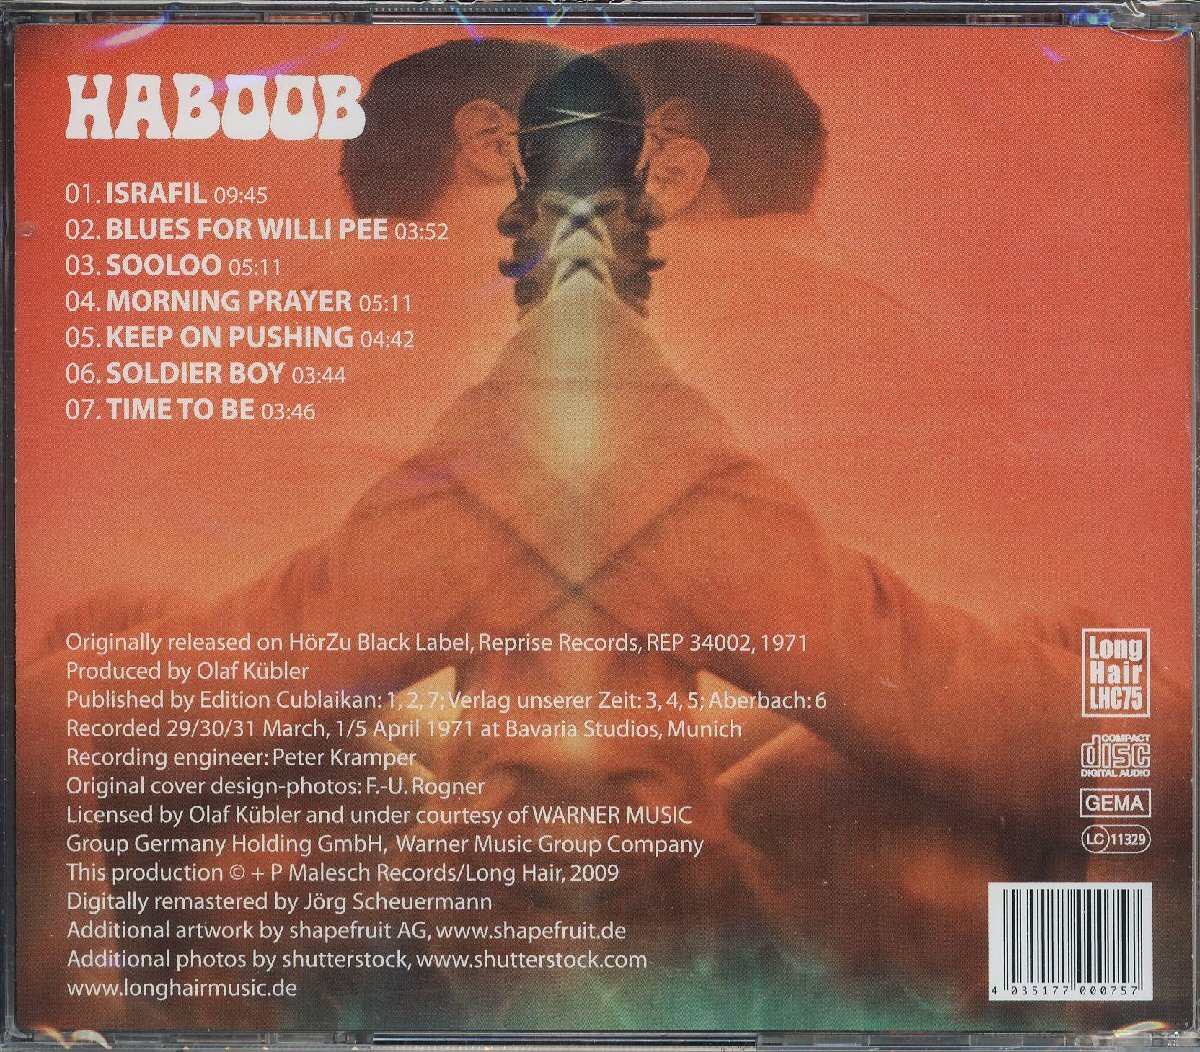 HABOOB
01. ISRAFIL 09:45
02. BLUES FOR WILLI PEE 03:52
03. SOOLOO 05:11
04. MORNING PRAYER 05:11
05. KEEP ON PUSHING 04:42
06. SOLDIER BOY 03:44
07. TIME TO BE 03:46
Originally released on HörZu Black Label, Reprise Records, REP 34002, 1971
Produced by Olaf Kübler
Published by Edition Cublaikan: 1, 2, 7; Verlag unserer Zeit: 3, 4, 5; Aberbach: 6
Recorded 29/30/31 March, 1/5 April 1971 at Bavaria Studios, Munich
Recording engineer: Peter Kramper
Original cover design-photos: F.-U. Rogner
Licensed by Olaf Kübler and under courtesy of WARNER MUSIC
Group Germany Holding GmbH, Warner Music Group Company
This production © + P Malesch Records/Long Hair, 2009
Digitally remastered by Jörg Scheuermann
Additional artwork by shapefruit AG, www.shapefruit.de
Additional photos by shutterstock, www.shutterstock.com
www.longhairmusic.de
Long
Hair
LHC75
COMPACT
disc
DIGITAL AUDIO
GEMA
LC 11329
4 035177 000757